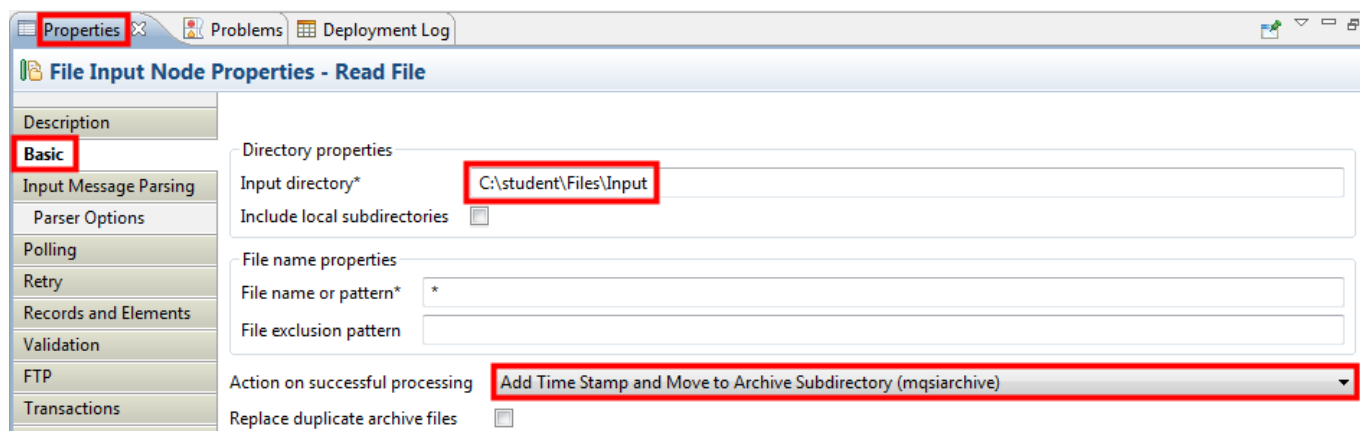 Properties Problems Deployment Log
File Input Node Properties - Read File
Description
Basic
Input Message Parsing
Parser Options
Polling
Retry
Records and Elements
Validation
FTP
Transactions
Directory properties
Input directory* C:\student\Files\Input
Include local subdirectories
File name properties
File name or pattern* *
File exclusion pattern
Action on successful processing Add Time Stamp and Move to Archive Subdirectory (mqsiarchive)
Replace duplicate archive files